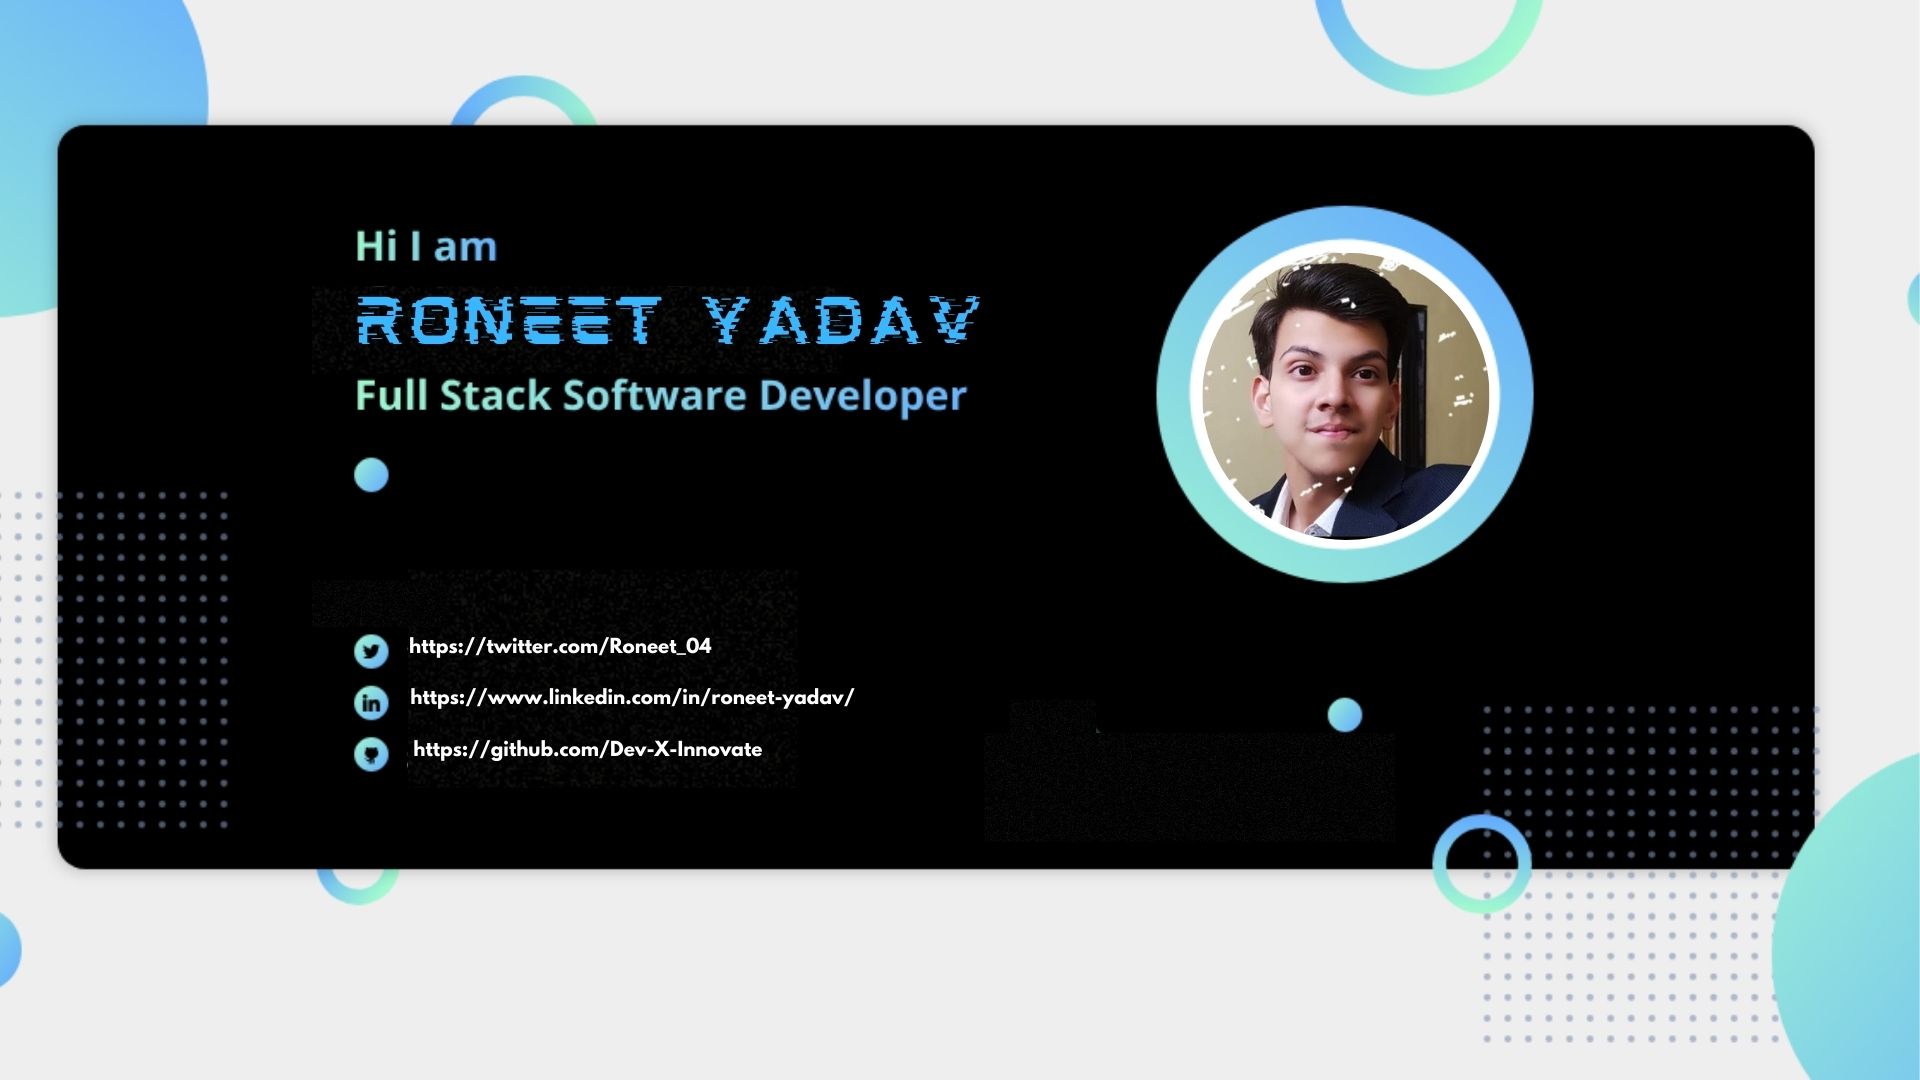 Hi I am
RONEET YADAV
Full Stack Software Developer
https://twitter.com/Roneet_04
https://www.linkedin.com/in/roneet-yadav/
https://github.com/Dev-X-Innovate